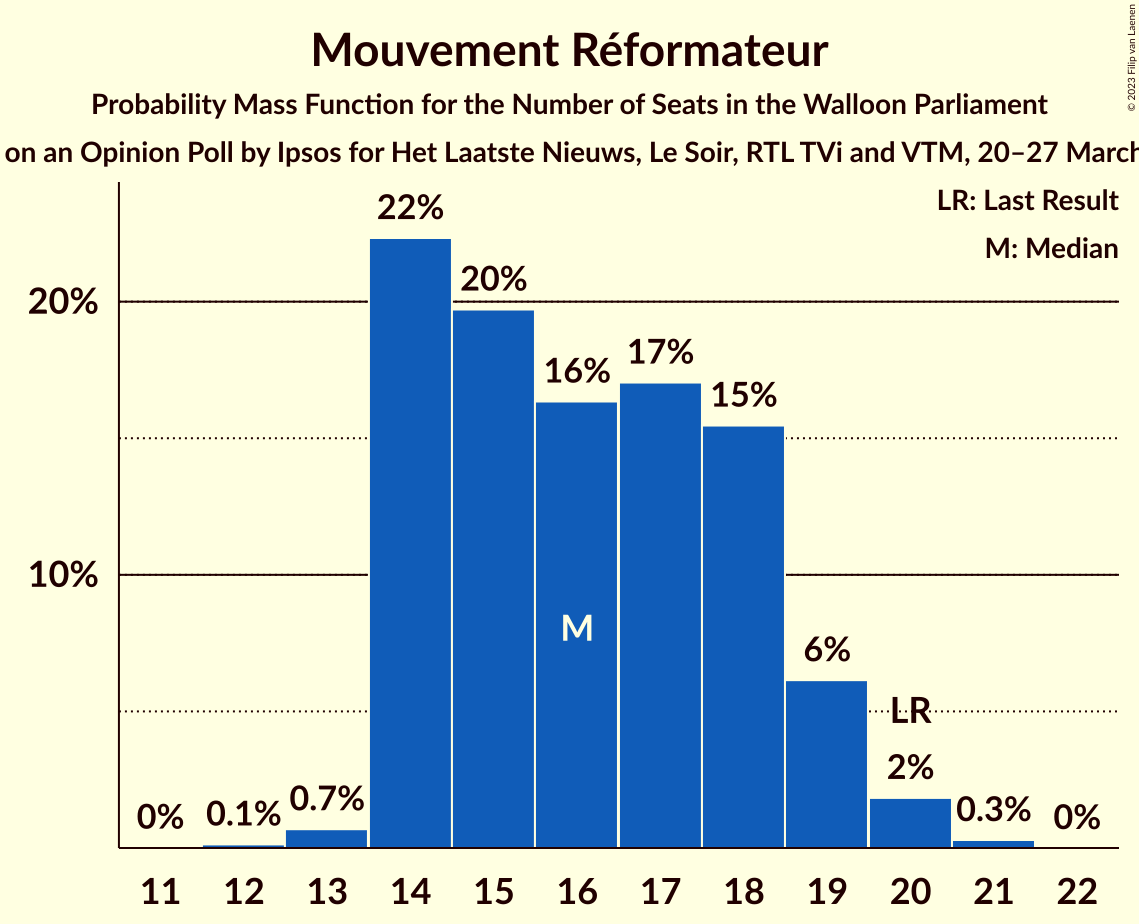 Mouvement Réformateur
Probability Mass Function for the Number of Seats in the Walloon Parliament
on an Opinion Poll by Ipsos for Het Laatste Nieuws, Le Soir, RTL TVi and VTM, 20–27 March
© 2023 Filip van Laenen
LR: Last Result
M: Median
22%
20%
20%
17%
16%
15%
10%
M
6%
LR
2%
0%
0.1%
0.7%
0.3%
0%
11 12 13 14 15 16 17 18 19 20 21 22